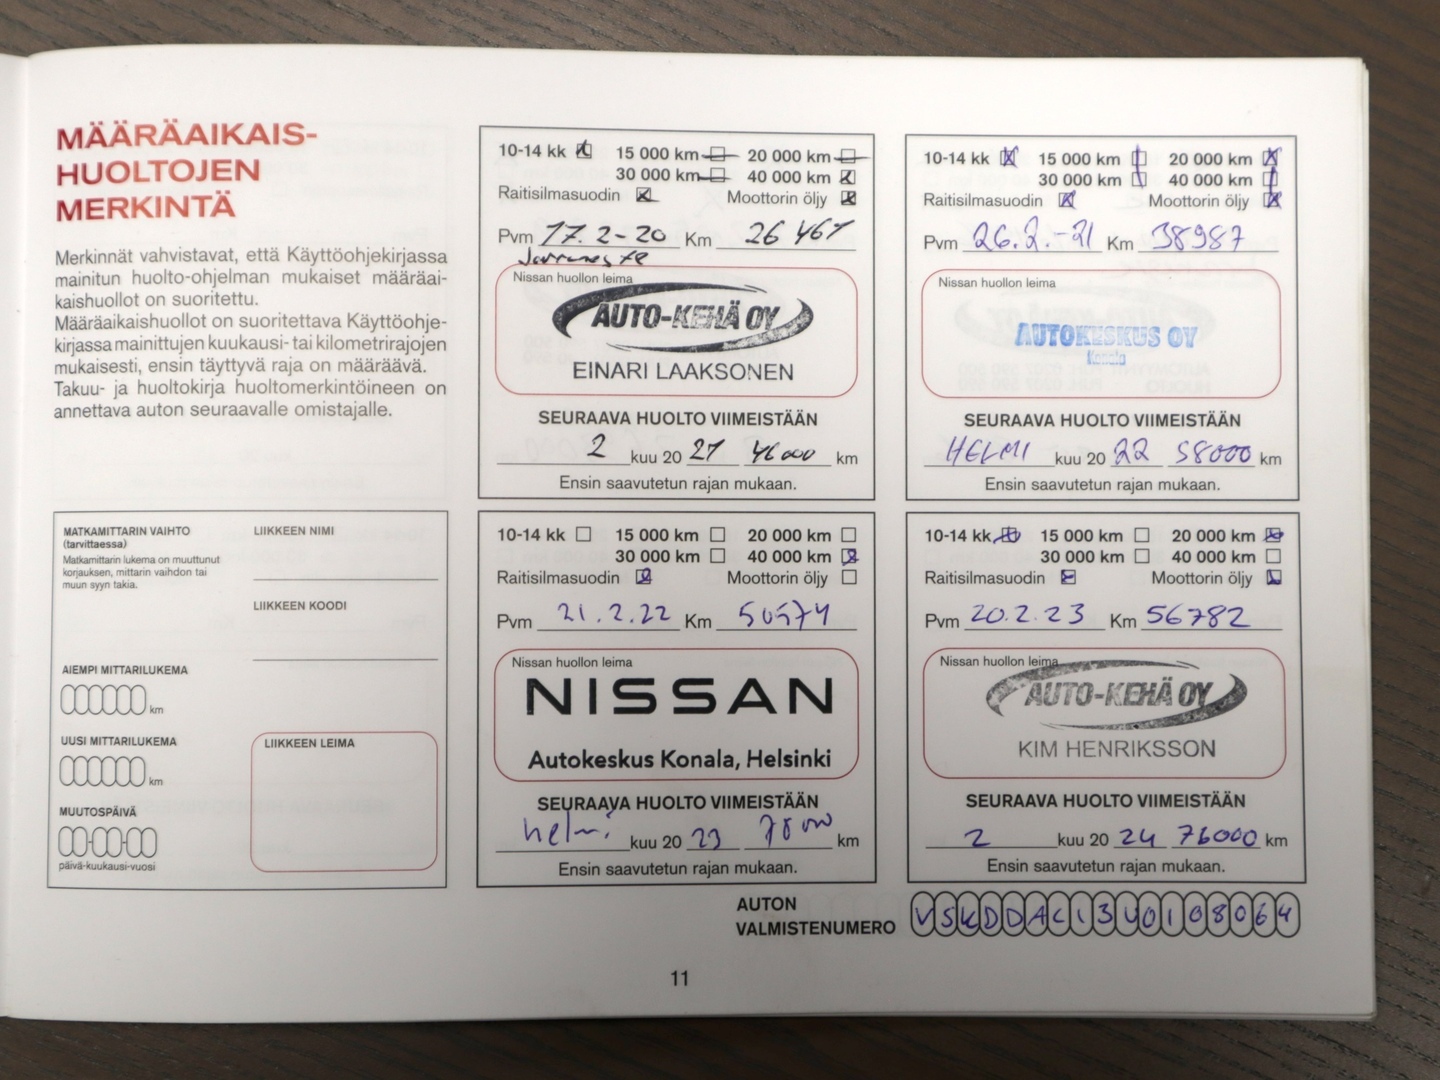 MÄÄRÄAIKAIS-
HUOLTOJEN
MERKINTÄ
Merkinnät vahvistavat, että Käyttöohjekirjassa
mainitun huolto-ohjelman mukaiset määräai-
kaishuollot on suoritettu.
Määräaikaishuollot on suoritettava Käyttöohje-
kirjassa mainittujen kuukausi- tai kilometrirajojen
mukaisesti, ensin täyttyvä raja on määräävä.
Takuu- ja huoltokirja huoltomerkintöineen on
annettava auton seuraavalle omistajalle.
MATKAMITTARIN VAIHTO
(tarvittaessa)
Matkamittarin lukema on muuttunut
korjauksen, mittarin vaihdon tai
muun syyn takia.
AIEMPI MITTARILUKEMA
km
UUSI MITTARILUKEMA
km
MUUTOSPÄIVÄ
päivä-kuukausi-vuosi
LIIKKEEN NIMI
LIIKKEEN KOODI
LIIKKEEN LEIMA
10-14 kk 15 000 km 20 000 km
30 000 km 40 000 km
Raitisilmasuodin Moottorin öljy
Pvm 17.2-20 Km 26 461
Jarruneste
Nissan huollon leima
AUTO-KEHÄ OY
EINARI LAAKSONEN
SEURAAVA HUOLTO VIIMEISTÄÄN
2 kuu 20 21 46000 km
Ensin saavutetun rajan mukaan.
10-14 kk 15 000 km 20 000 km
30 000 km 40 000 km
Raitisilmasuodin Moottorin öljy
Pvm 26.2.-21 Km 38987
Nissan huollon leima
AUTOKESKUS OY
Konala
SEURAAVA HUOLTO VIIMEISTÄÄN
HELMI kuu 20 22 58000 km
Ensin saavutetun rajan mukaan.
10-14 kk 15 000 km 20 000 km
30 000 km 40 000 km
Raitisilmasuodin Moottorin öljy
Pvm 21.2.22 Km 50574
Nissan huollon leima
NISSAN
Autokeskus Konala, Helsinki
SEURAAVA HUOLTO VIIMEISTÄÄN
helmi kuu 20 23 km
Ensin saavutetun rajan mukaan.
10-14 kk 15 000 km 20 000 km
30 000 km 40 000 km
Raitisilmasuodin Moottorin öljy
Pvm 20.2.23 Km 56782
Nissan huollon leima
AUTO-KEHÄ OY
KIM HENRIKSSON
SEURAAVA HUOLTO VIIMEISTÄÄN
2 kuu 20 24 76000 km
Ensin saavutetun rajan mukaan.
AUTON
VALMISTENUMERO
11